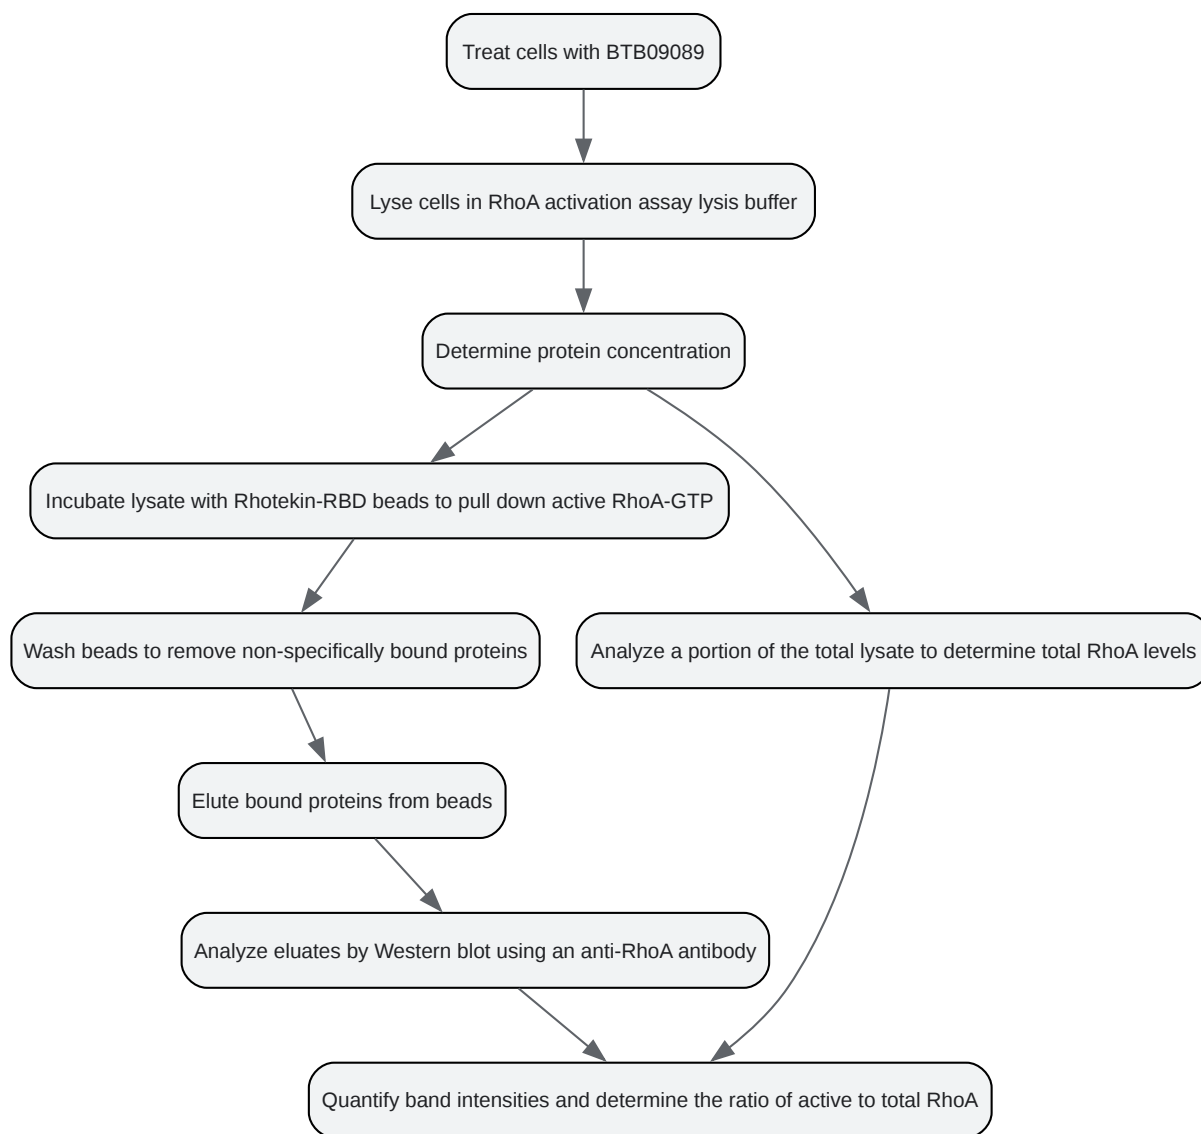 Treat cells with BTB09089
Lyse cells in RhoA activation assay lysis buffer
Determine protein concentration
Incubate lysate with Rhotekin-RBD beads to pull down active RhoA-GTP
Wash beads to remove non-specifically bound proteins
Analyze a portion of the total lysate to determine total RhoA levels
Elute bound proteins from beads
Analyze eluates by Western blot using an anti-RhoA antibody
Quantify band intensities and determine the ratio of active to total RhoA